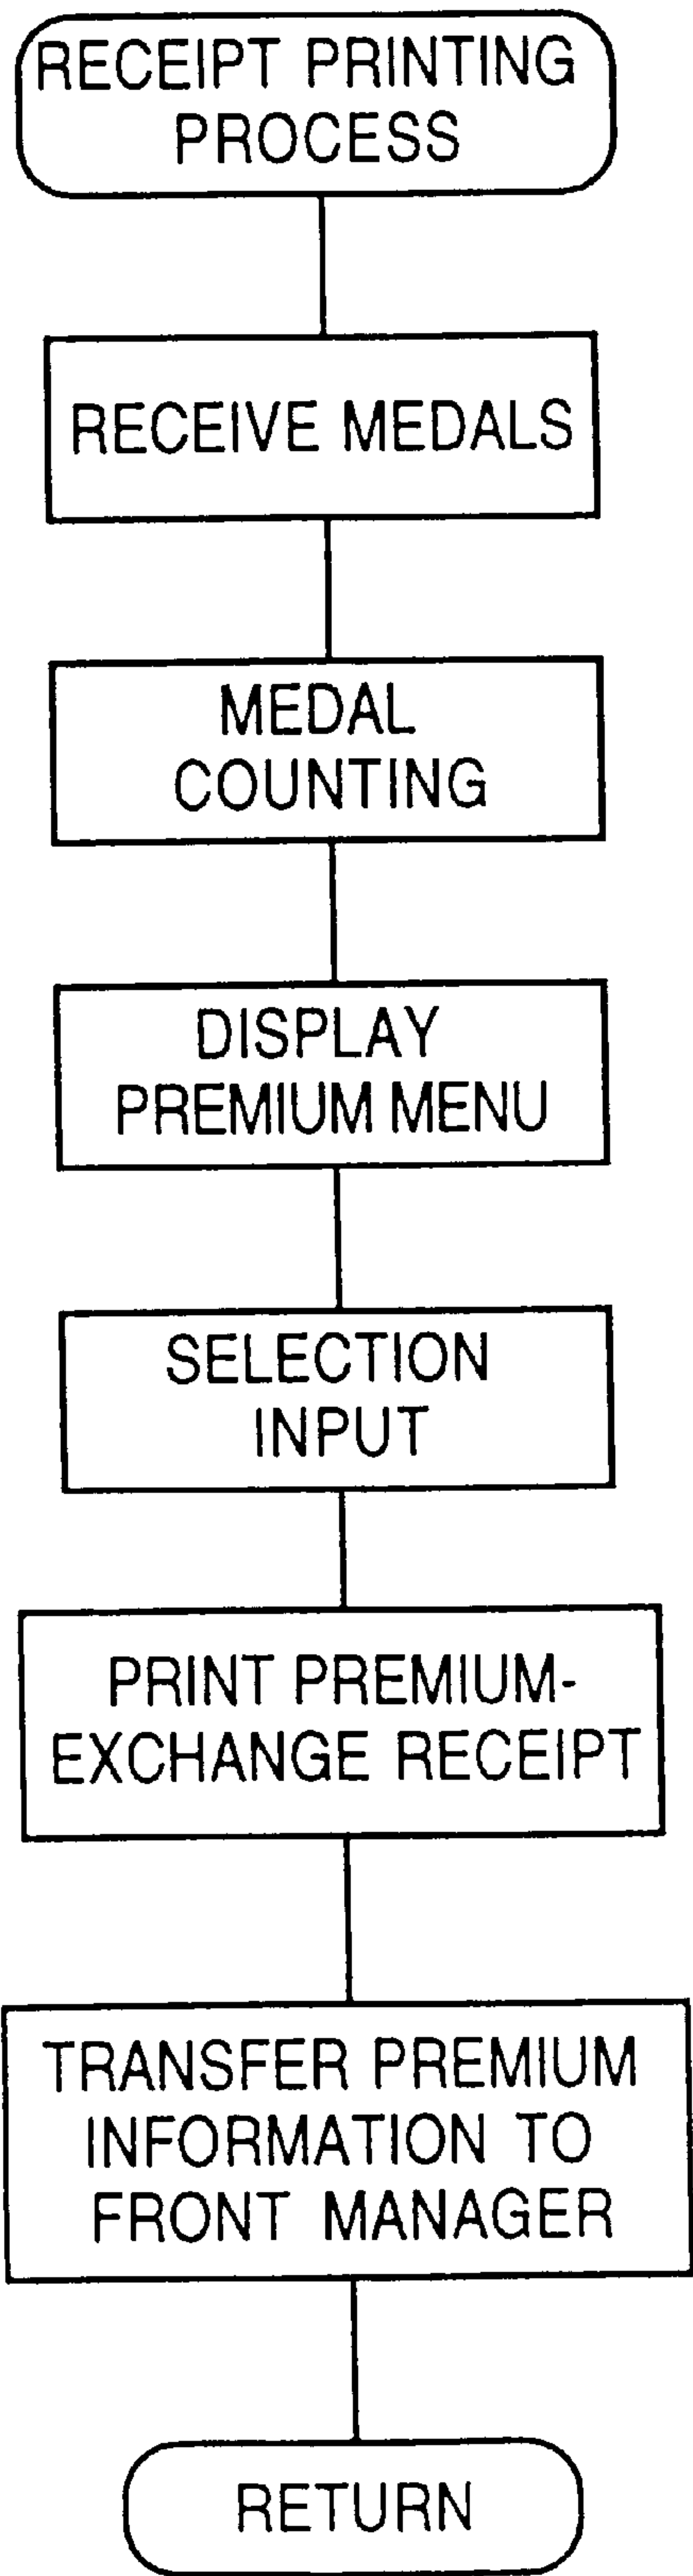 RECEIPT PRINTING
PROCESS
RECEIVE MEDALS
MEDAL
COUNTING
DISPLAY
PREMIUM MENU
SELECTION
INPUT
PRINT PREMIUM-
EXCHANGE RECEIPT
TRANSFER PREMIUM
INFORMATION TO
FRONT MANAGER
RETURN